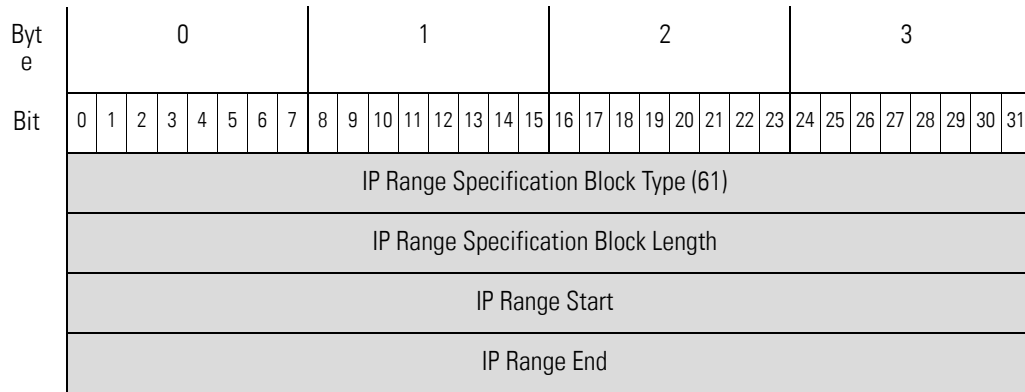 Byt
e 0 1 2 3
Bit 0 1 2 3 4 5 6 7 8 9 10 11 12 13 14 15 16 17 18 19 20 21 22 23 24 25 26 27 28 29 30 31
IP Range Specification Block Type (61)
IP Range Specification Block Length
IP Range Start
IP Range End